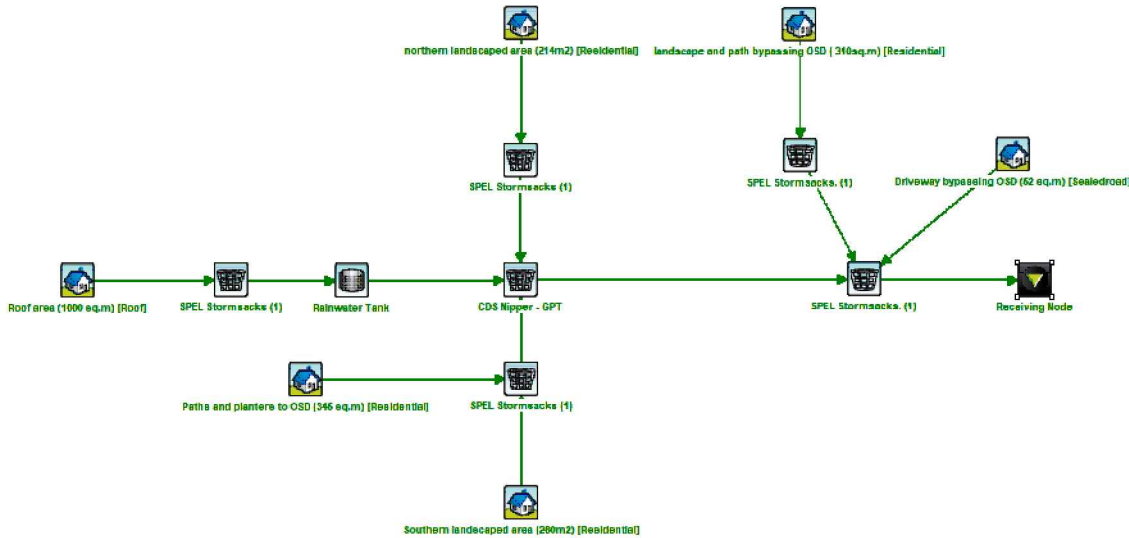 northern landscaped area (214m2) [Residential]
landscape and path bypassing OSD ( 310sq.m) [Residential]
SPEL Stormsacks (1)
SPEL Stormsacks. (1)
Driveway bypassing OSD (52 sq.m) [Sealedroad]
Roof area (1000 sq.m) [Roof]
SPEL Stormsacks (1)
Rainwater Tank
CDS Nipper - GPT
SPEL Stormsacks. (1)
Receiving Node
Paths and planters to OSD (345 sq.m) [Residential]
SPEL Stormsacks (1)
Southern landscaped area (260m2) [Residential]